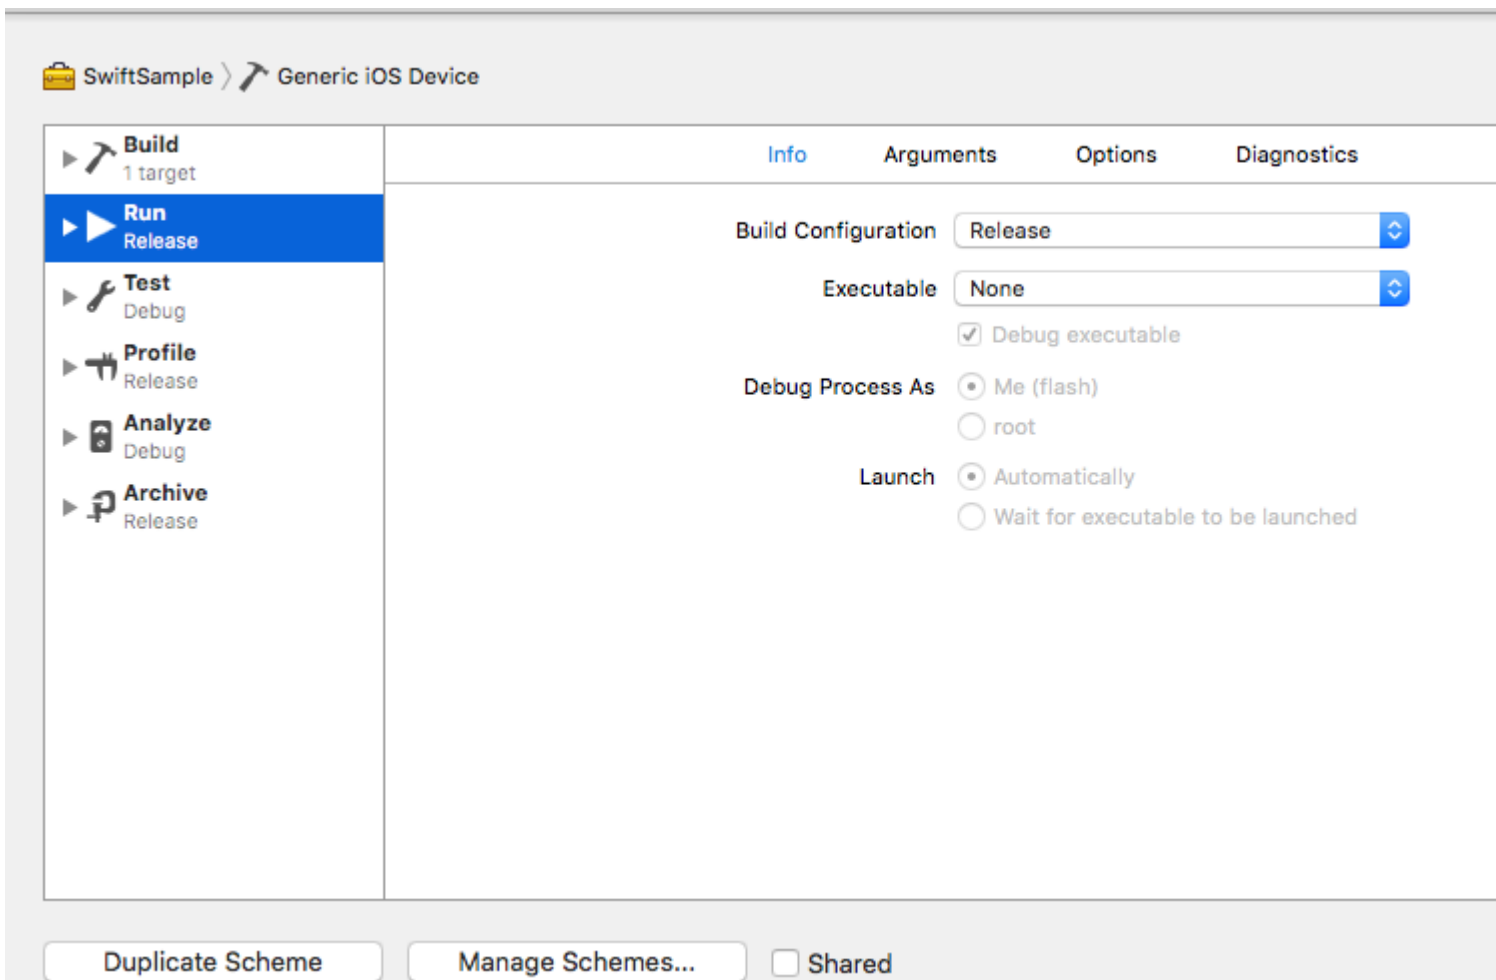 SwiftSample 〉 Generic iOS Device
Build
1 target
Run
Release
Test
Debug
Profile
Release
Analyze
Debug
Archive
Release
Info Arguments Options Diagnostics
Build Configuration Release
Executable None
Debug executable
Debug Process As Me (flash)
root
Launch Automatically
Wait for executable to be launched
Duplicate Scheme Manage Schemes... Shared